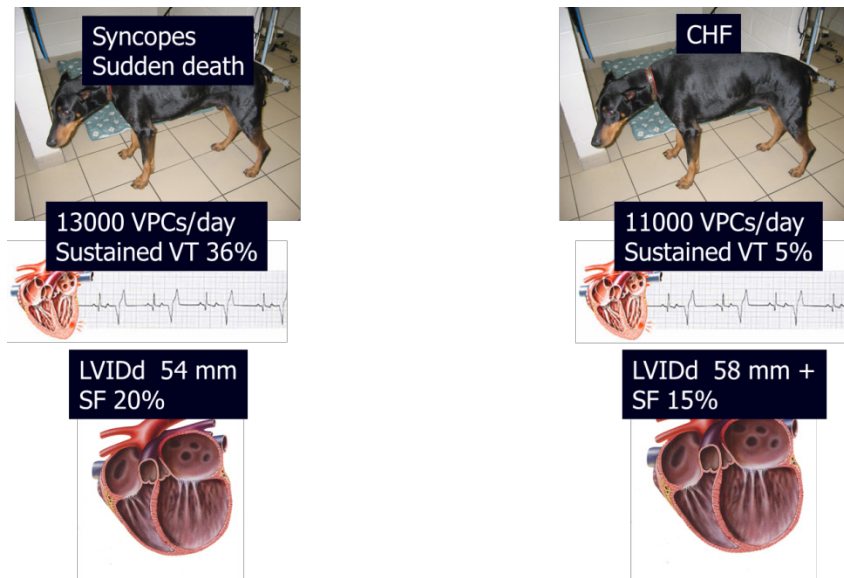 Syncopes
Sudden death
13000 VPCs/day
Sustained VT 36%
LVIDd 54 mm
SF 20%
CHF
11000 VPCs/day
Sustained VT 5%
LVIDd 58 mm +
SF 15%